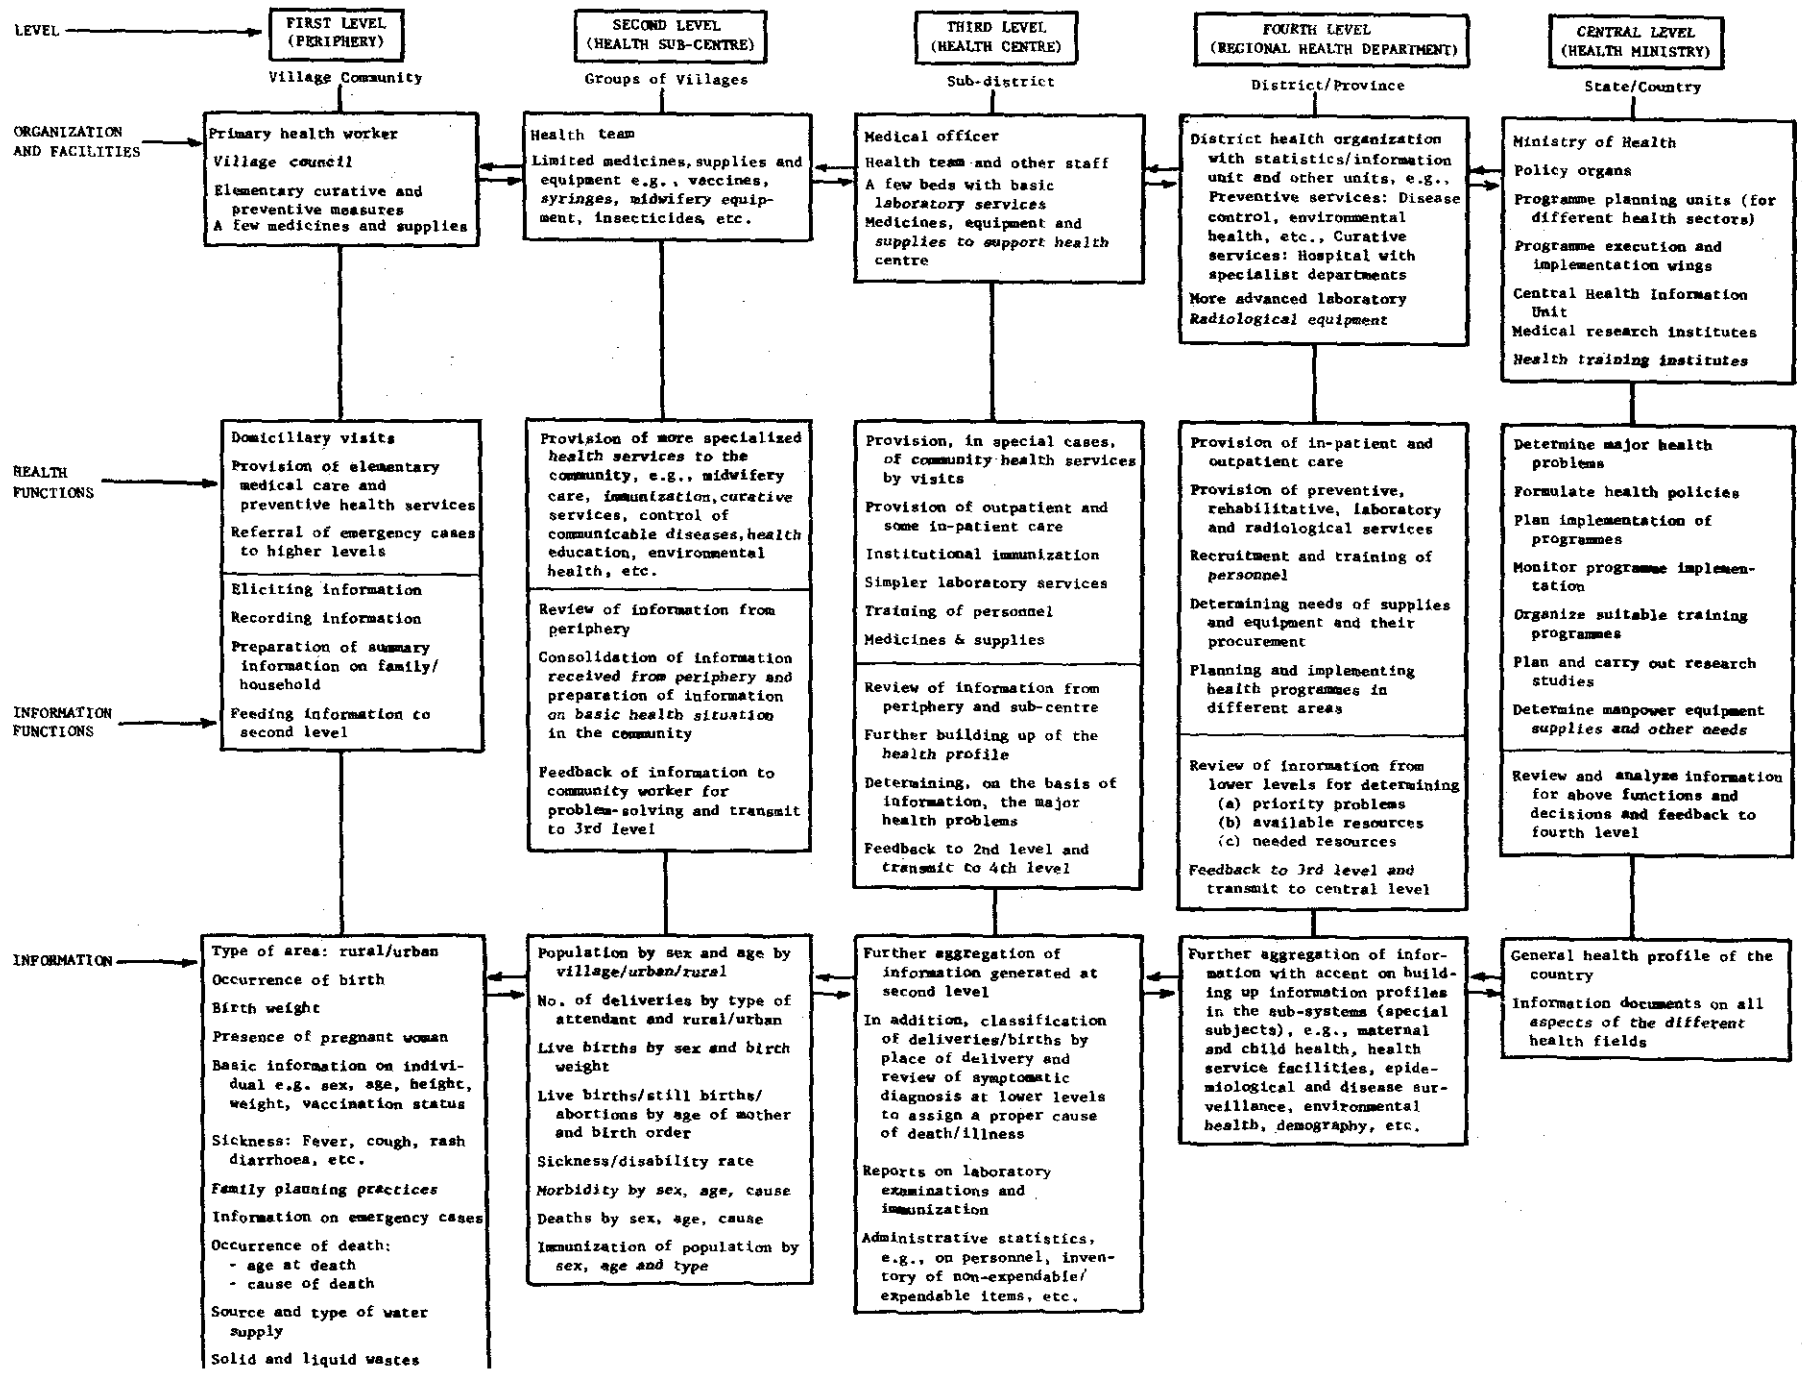 LEVEL
FIRST LEVEL
(PERIPHERY)
Village Community
SECOND LEVEL
(HEALTH SUB-CENTRE)
Groups of Villages
THIRD LEVEL
(HEALTH CENTRE)
Sub-district
FOURTH LEVEL
(REGIONAL HEALTH DEPARTMENT)
District/Province
CENTRAL LEVEL
(HEALTH MINISTRY)
State/Country
ORGANIZATION
AND FACILITIES
Primary health worker
Village council
Elementary curative and
preventive measures
A few medicines and supplies
Health team
Limited medicines, supplies and
equipment e.g., vaccines,
syringes, midwifery equip-
ment, insecticides, etc.
Medical officer
Health team and other staff
A few beds with basic
laboratory services
Medicines, equipment and
supplies to support health
centre
District health organization
with statistics/information
unit and other units, e.g.,
Preventive services: Disease
control, environmental
health, etc., Curative
services: Hospital with
specialist departments
More advanced laboratory
Radiological equipment
Ministry of Health
Policy organs
Programme planning units (for
different health sectors)
Programme execution and
implementation wings
Central Health Information
Unit
Medical research institutes
Health training institutes
HEALTH
FUNCTIONS
Domiciliary visits
Provision of elementary
medical care and
preventive health services
Referral of emergency cases
to higher levels
Provision of more specialized
health services to the
community, e.g., midwifery
care, immunization, curative
services, control of
communicable diseases, health
education, environmental
health, etc.
Provision, in special cases,
of community health services
by visits
Provision of outpatient and
some in-patient care
Institutional immunization
Simpler laboratory services
Training of personnel
Medicines & supplies
Provision of in-patient and
outpatient care
Provision of preventive,
rehabilitative, laboratory
and radiological services
Recruitment and training of
personnel
Determining needs of supplies
and equipment and their
procurement
Planning and implementing
health programmes in
different areas
Determine major health
problems
Formulate health policies
Plan implementation of
programmes
Monitor programme implemen-
tation
Organize suitable training
programmes
Plan and carry out research
studies
Determine manpower equipment
supplies and other needs
INFORMATION
FUNCTIONS
Eliciting information
Recording information
Preparation of summary
information on family/
household
Feeding information to
second level
Review of information from
periphery
Consolidation of information
received from periphery and
preparation of information
on basic health situation
in the community
Feedback of information to
community worker for
problem-solving and transmit
to 3rd level
Review of information from
periphery and sub-centre
Further building up of the
health profile
Determining, on the basis of
information, the major
health problems
Feedback to 2nd level and
transmit to 4th level
Review of information from
lower levels for determining
(a) priority problems
(b) available resources
(c) needed resources
Feedback to 3rd level and
transmit to central level
Review and analyze information
for above functions and
decisions and feedback to
fourth level
INFORMATION
Type of area: rural/urban
Occurrence of birth
Birth weight
Presence of pregnant woman
Basic information on indivi-
dual e.g. sex, age, height,
weight, vaccination status
Sickness: Fever, cough, rash
diarrhoea, etc.
Family planning practices
Information on emergency cases
Occurrence of death:
- age at death
- cause of death
Source and type of water
supply
Solid and liquid wastes
Population by sex and age by
village/urban/rural
No. of deliveries by type of
attendant and rural/urban
Live births by sex and birth
weight
Live births/still births/
abortions by age of mother
and birth order
Sickness/disability rate
Morbidity by sex, age, cause
Deaths by sex, age, cause
Immunization of population by
sex, age and type
Further aggregation of
information generated at
second level
In addition, classification
of deliveries/births by
place of delivery and
review of symptomatic
diagnosis at lower levels
to assign a proper cause
of death/illness
Reports on laboratory
examinations and
immunization
Administrative statistics,
e.g., on personnel, inven-
tory of non-expendable/
expendable items, etc.
Further aggregation of infor-
mation with accent on build-
ing up information profiles
in the sub-systems (special
subjects), e.g., maternal
and child health, health
service facilities, epide-
miological and disease sur-
veillance, environmental
health, demography, etc.
General health profile of the
country
Information documents on all
aspects of the different
health fields